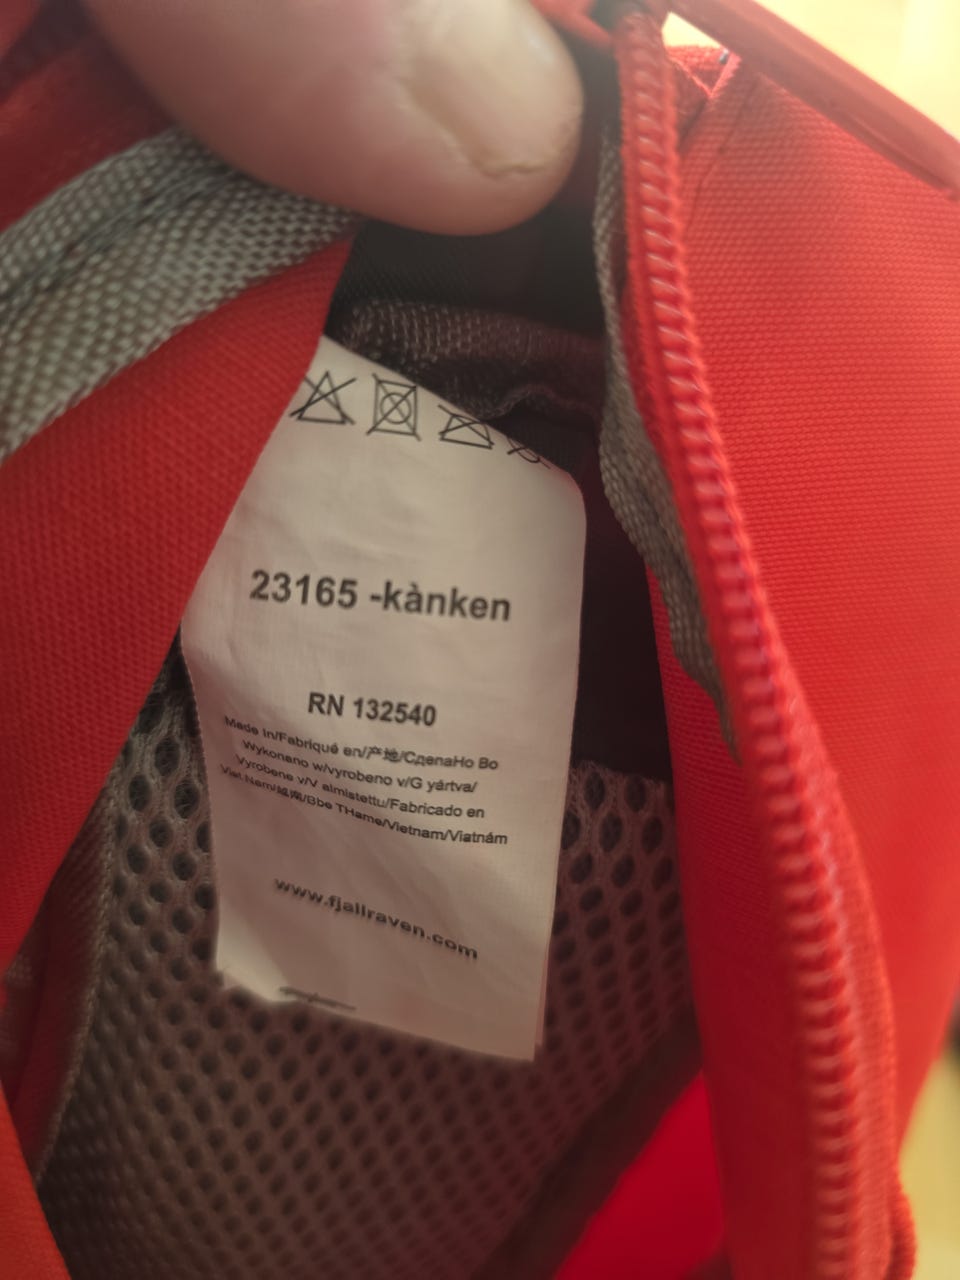 23165 -kànken
RN 132540
Made In/Fabriqué en/产地/СделаНо Во
Wykonano w/vyrobeno v/G yártva/
Vyrobene v/V almistettu/Fabricado en
Viet Nam/越南/Bbe THame/Vietnam/Viatnám
www.fjallraven.com